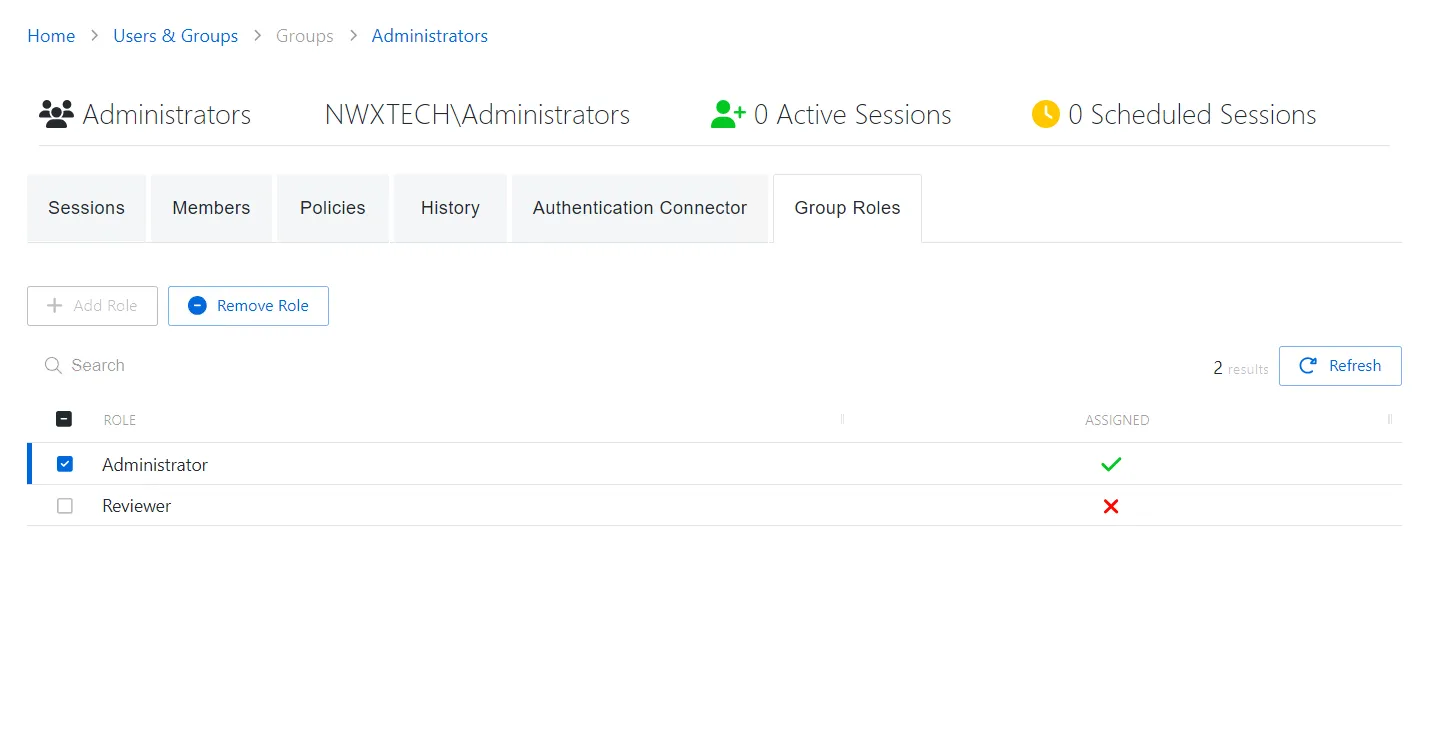 Home > Users & Groups > Groups > Administrators
Administrators NWXTECH\Administrators 0 Active Sessions 0 Scheduled Sessions
Sessions Members Policies History Authentication Connector Group Roles
Add Role Remove Role
Search 2 results Refresh
ROLE ASSIGNED
Administrator
Reviewer